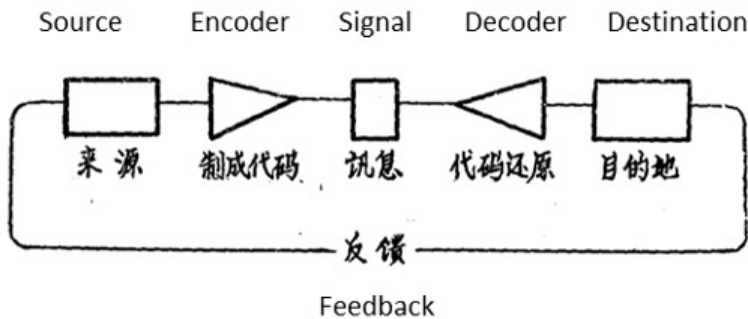 Source Encoder Signal Decoder Destination
来源 制成代码 讯息 代码还原 目的地
反馈
Feedback